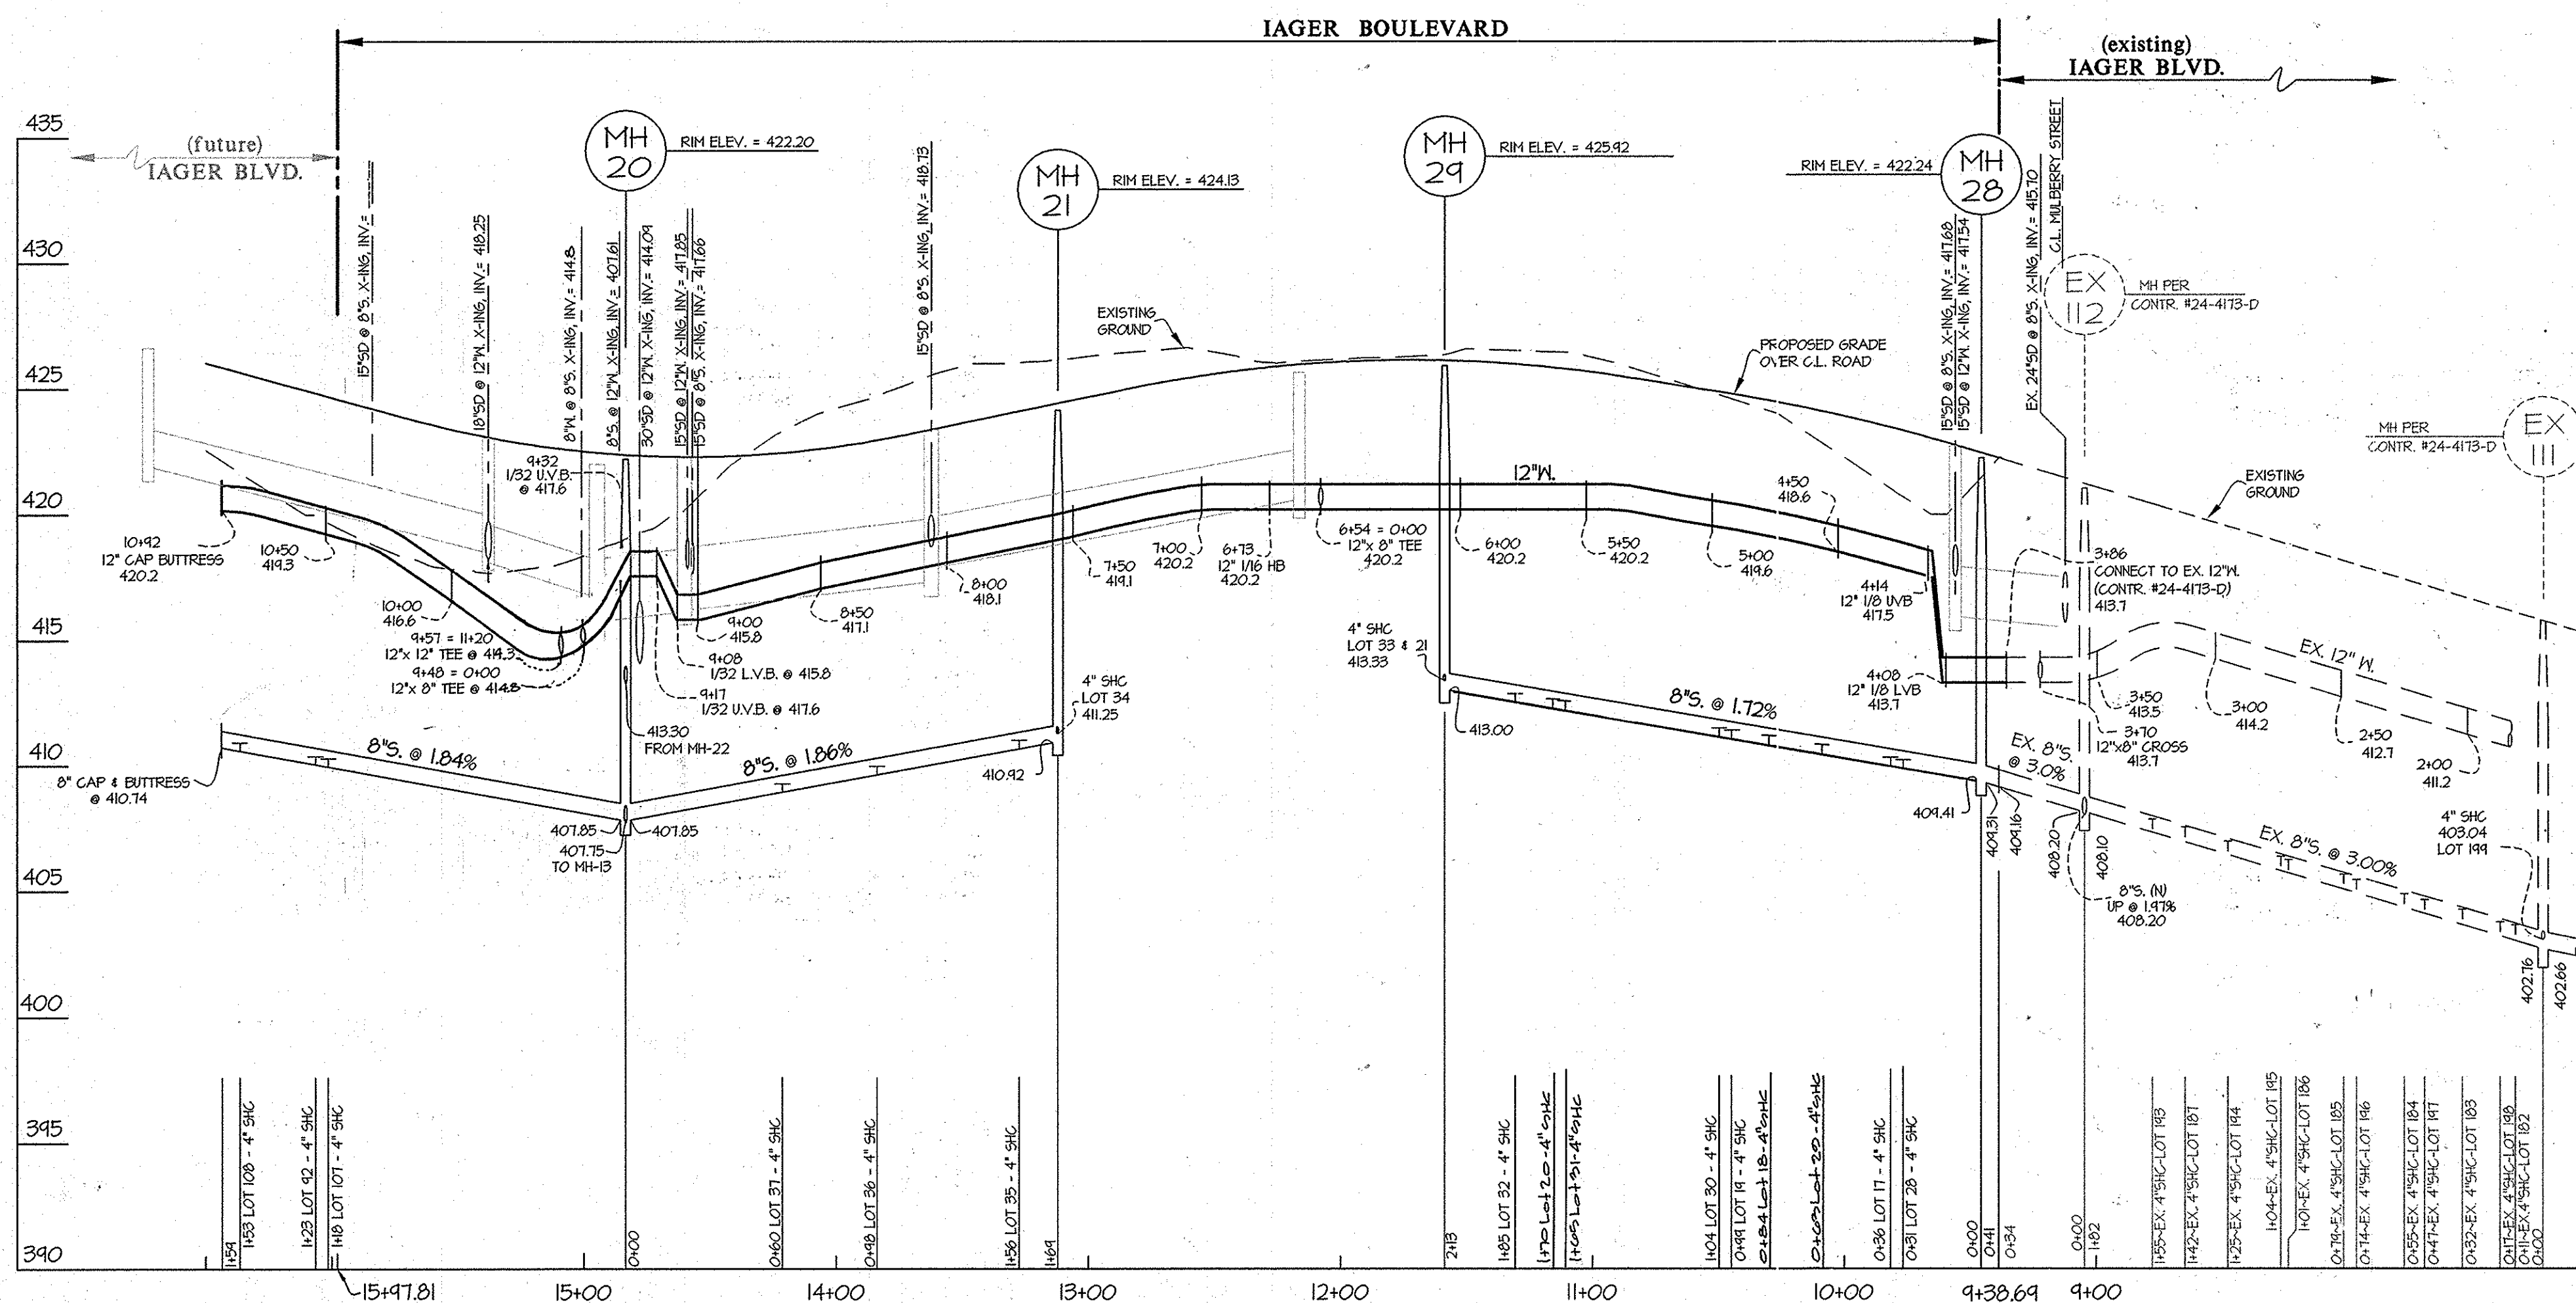 IAGER BOULEVARD
(existing)
IAGER BLVD.
(future)
IAGER BLVD.
435
430
425
420
415
410
405
400
395
390
MH
20
RIM ELEV. = 422.20
MH
21
RIM ELEV. = 424.13
MH
29
RIM ELEV. = 425.92
MH
28
RIM ELEV. = 422.24
EX
112
MH PER
CONTR. #24-4173-D
EX
111
MH PER
CONTR. #24-4173-D
15"SD @ 8"S. X-ING, INV.=
18"SD @ 12"W. X-ING, INV.= 418.25
8"W. @ 8"S. X-ING, INV.= 414.8
8"S. @ 12"W. X-ING, INV.= 407.61
30"SD @ 12"W. X-ING, INV.= 414.09
15"SD @ 12"W. X-ING, INV.= 417.85
15"SD @ 8"S. X-ING, INV.= 417.66
15"SD @ 8"S. X-ING, INV.= 418.73
15"SD @ 8"S. X-ING, INV.= 417.68
15"SD @ 12"W. X-ING, INV.= 417.54
EX. 24"SD @ 8"S. X-ING, INV.= 415.70
C.L. MULBERRY STREET
EXISTING
GROUND
PROPOSED GRADE
OVER C.L. ROAD
EXISTING
GROUND
9+32
1/32 U.V.B.
@ 417.6
12"W.
10+92
12" CAP BUTTRESS
420.2
10+50
419.3
10+00
416.6
9+57 = 11+20
12"x 12" TEE @ 414.3
9+48 = 0+00
12"x 8" TEE @ 414.8
9+00
415.8
9+08
1/32 L.V.B. @ 415.8
9+17
1/32 U.V.B. @ 417.6
8+50
417.1
8+00
418.1
7+50
419.1
7+00
420.2
6+73
12" 1/16 HB
420.2
6+54 = 0+00
12"x 8" TEE
420.2
6+00
420.2
5+50
420.2
5+00
419.6
4+50
418.6
4+14
12" 1/8 UVB
417.5
4+08
12" 1/8 LVB
413.7
3+86
CONNECT TO EX. 12"W.
(CONTR. #24-4173-D)
413.7
3+50
413.5
3+70
12"x8" CROSS
413.7
3+00
414.2
2+50
412.7
2+00
411.2
EX. 12" W.
8" CAP & BUTTRESS
@ 410.74
8"S. @ 1.84%
407.85
407.85
407.75
TO MH-13
413.30
FROM MH-22
8"S. @ 1.86%
410.92
4" SHC
LOT 34
411.25
4" SHC
LOT 33 & 21
413.33
413.00
8"S. @ 1.72%
409.41
409.31
409.16
EX. 8"S.
@ 3.0%
408.20
408.10
8"S. (N)
UP @ 1.97%
408.20
EX. 8"S. @ 3.00%
4" SHC
403.04
LOT 199
402.76
402.66
1+59
1+53 LOT 108 - 4" SHC
1+23 LOT 92 - 4" SHC
1+18 LOT 107 - 4" SHC
0+00
0+60 LOT 37 - 4" SHC
0+98 LOT 36 - 4" SHC
1+56 LOT 35 - 4" SHC
1+69
2+13
1+85 LOT 32 - 4" SHC
1+70 Lot 20 - 4" SHC
1+65 Lot 31 - 4" SHC
1+04 LOT 30 - 4" SHC
0+99 LOT 19 - 4" SHC
0+84 Lot 18 - 4" SHC
0+63 Lot 29 - 4" SHC
0+36 LOT 17 - 4" SHC
0+31 LOT 28 - 4" SHC
0+00
0+41
0+34
0+00
1+82
1+55~EX. 4"SHC-LOT 193
1+42~EX. 4"SHC-LOT 187
1+25~EX. 4"SHC-LOT 194
1+04~EX. 4"SHC-LOT 195
1+01~EX. 4"SHC-LOT 186
0+79~EX. 4"SHC-LOT 185
0+74~EX. 4"SHC-LOT 196
0+55~EX. 4"SHC-LOT 184
0+47~EX. 4"SHC-LOT 197
0+32~EX. 4"SHC-LOT 183
0+17~EX. 4"SHC-LOT 198
0+11~EX. 4"SHC-LOT 182
0+00
15+97.81
15+00
14+00
13+00
12+00
11+00
10+00
9+38.69
9+00